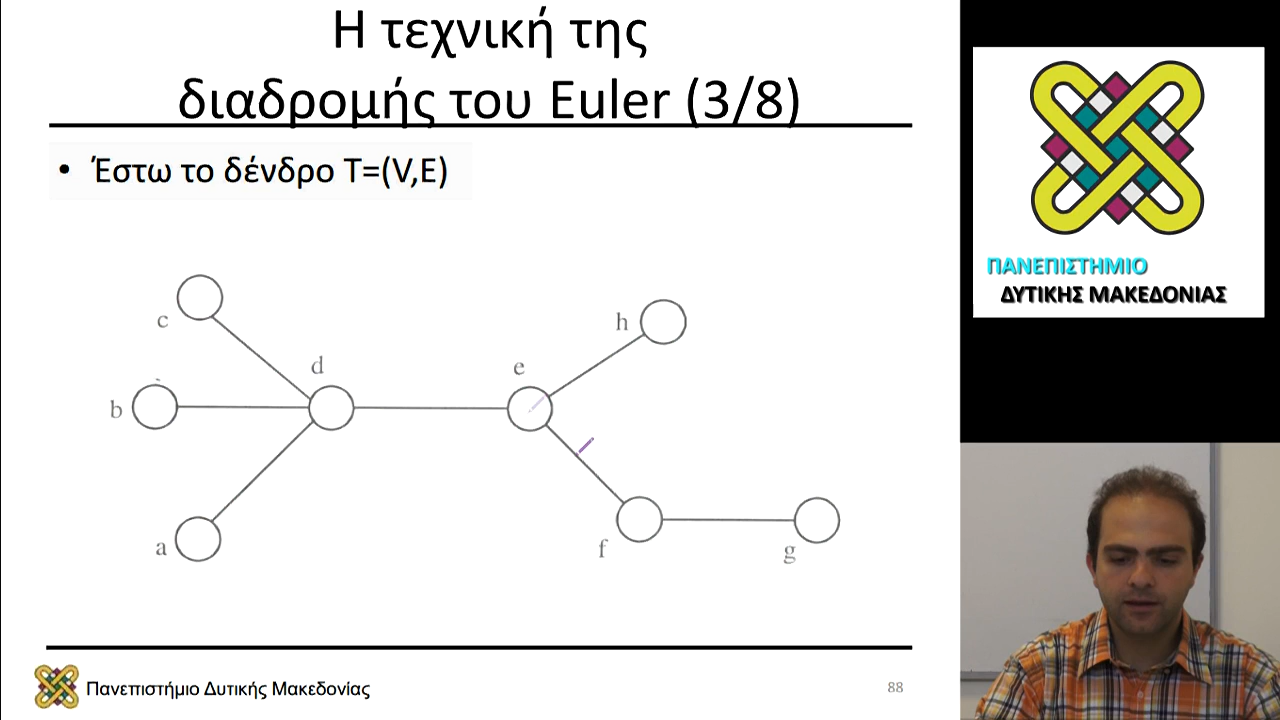 Η τεχνική της
διαδρομής του Euler (3/8)
• Έστω το δένδρο T=(V,E)
c
d
e
h
b
a
f
g
Πανεπιστήμιο Δυτικής Μακεδονίας
88
ΠΑΝΕΠΙΣΤΗΜΙΟ
ΔΥΤΙΚΗΣ ΜΑΚΕΔΟΝΙΑΣ